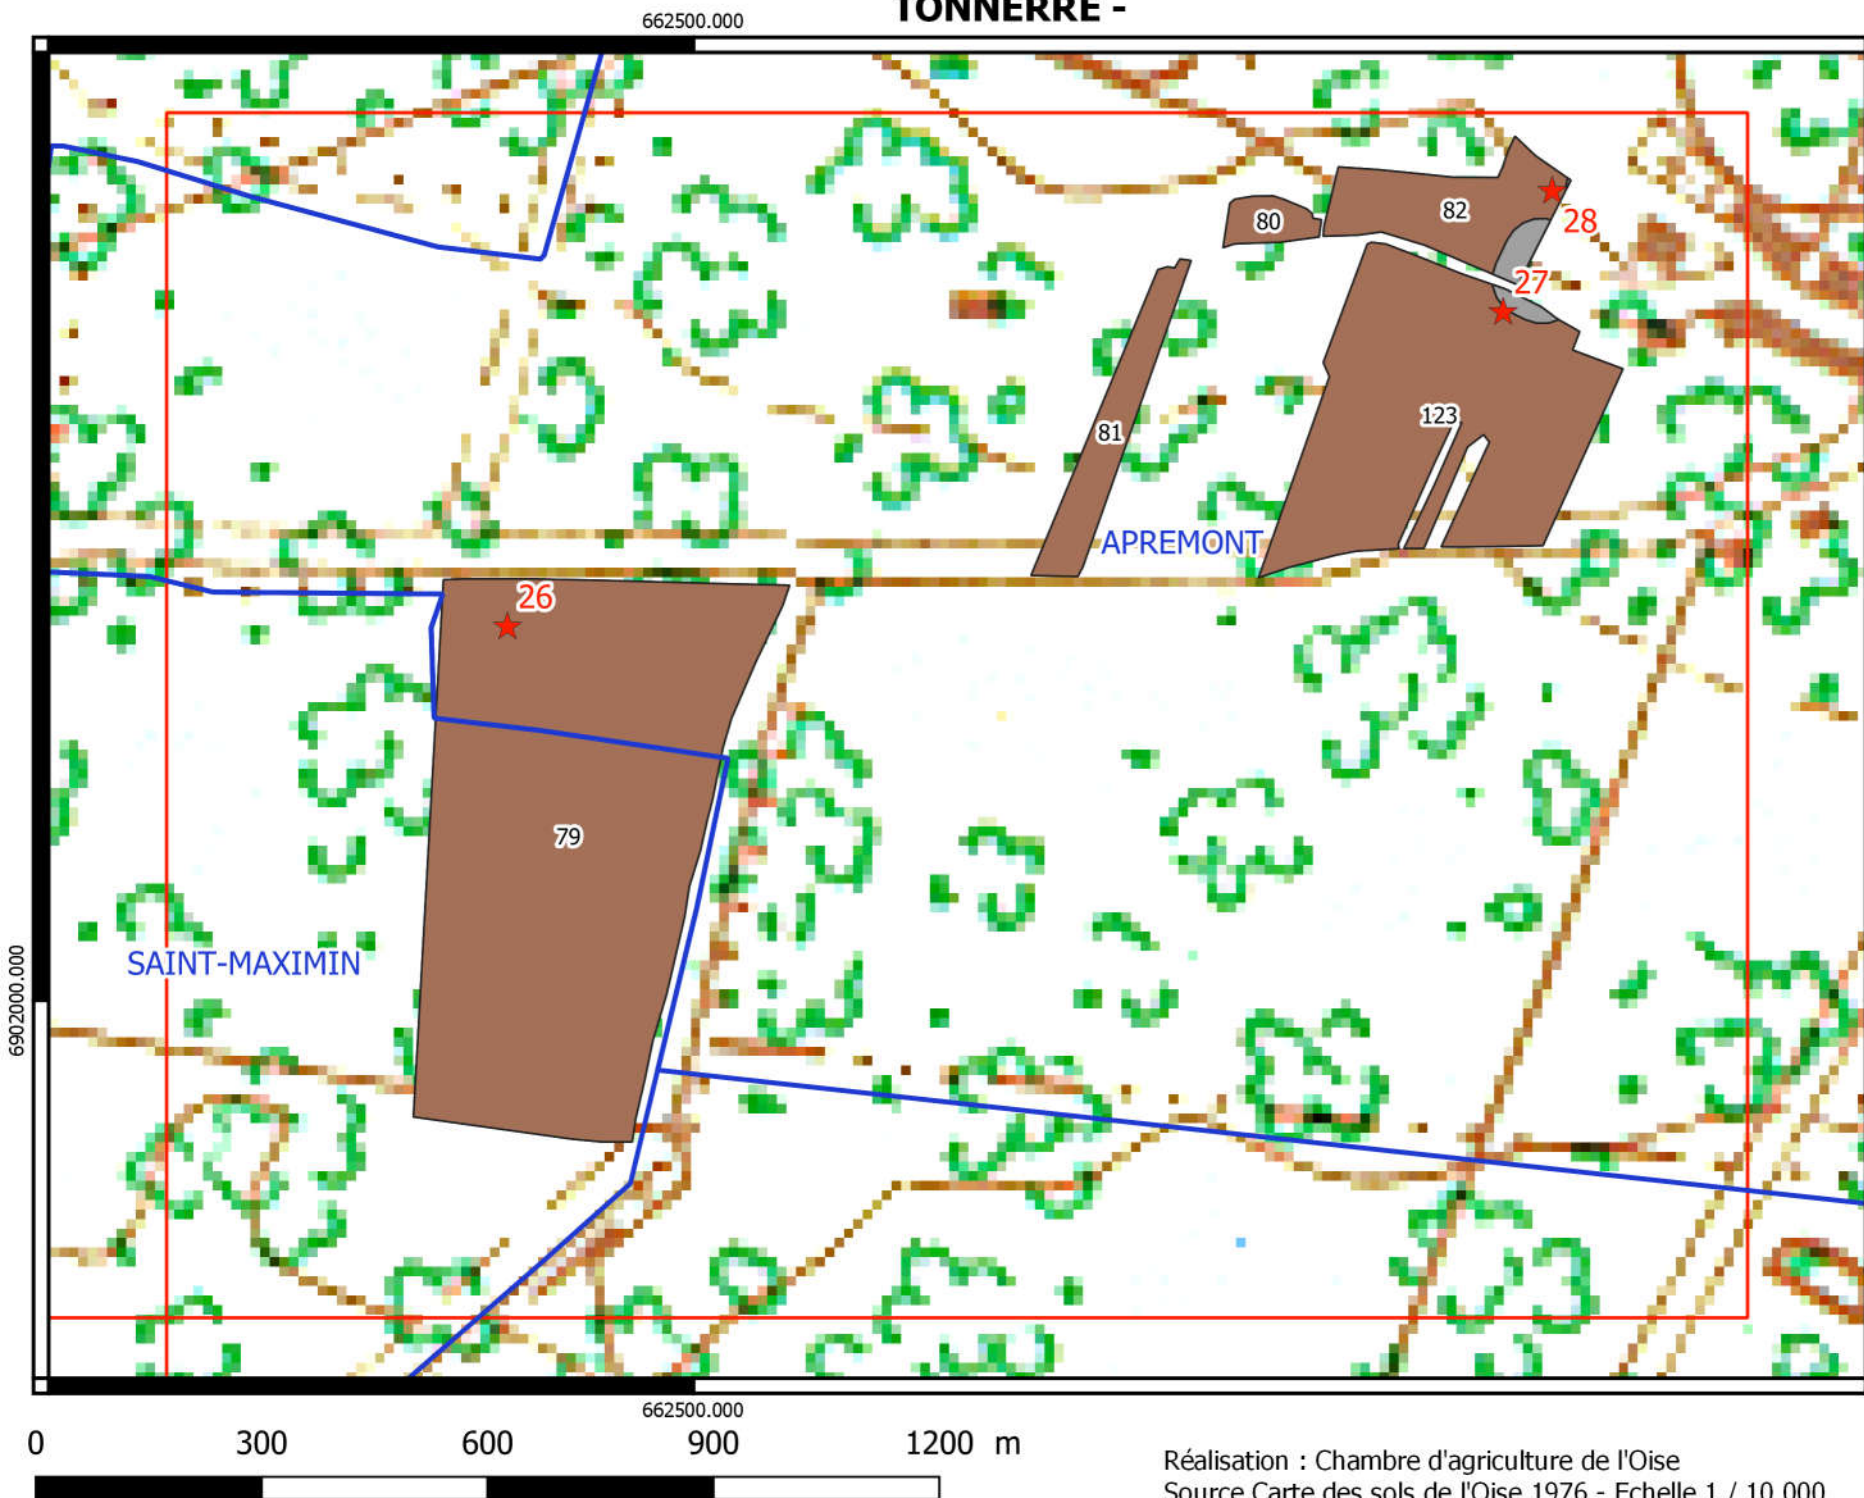 TONNERRE -
662500.000
28
82
80
27
123
81
APREMONT
26
79
SAINT-MAXIMIN
6902000.000
662500.000
0 300 600 900 1200 m
Réalisation : Chambre d'agriculture de l'Oise
Source Carte des sols de l'Oise 1976 - Echelle 1 / 10 000